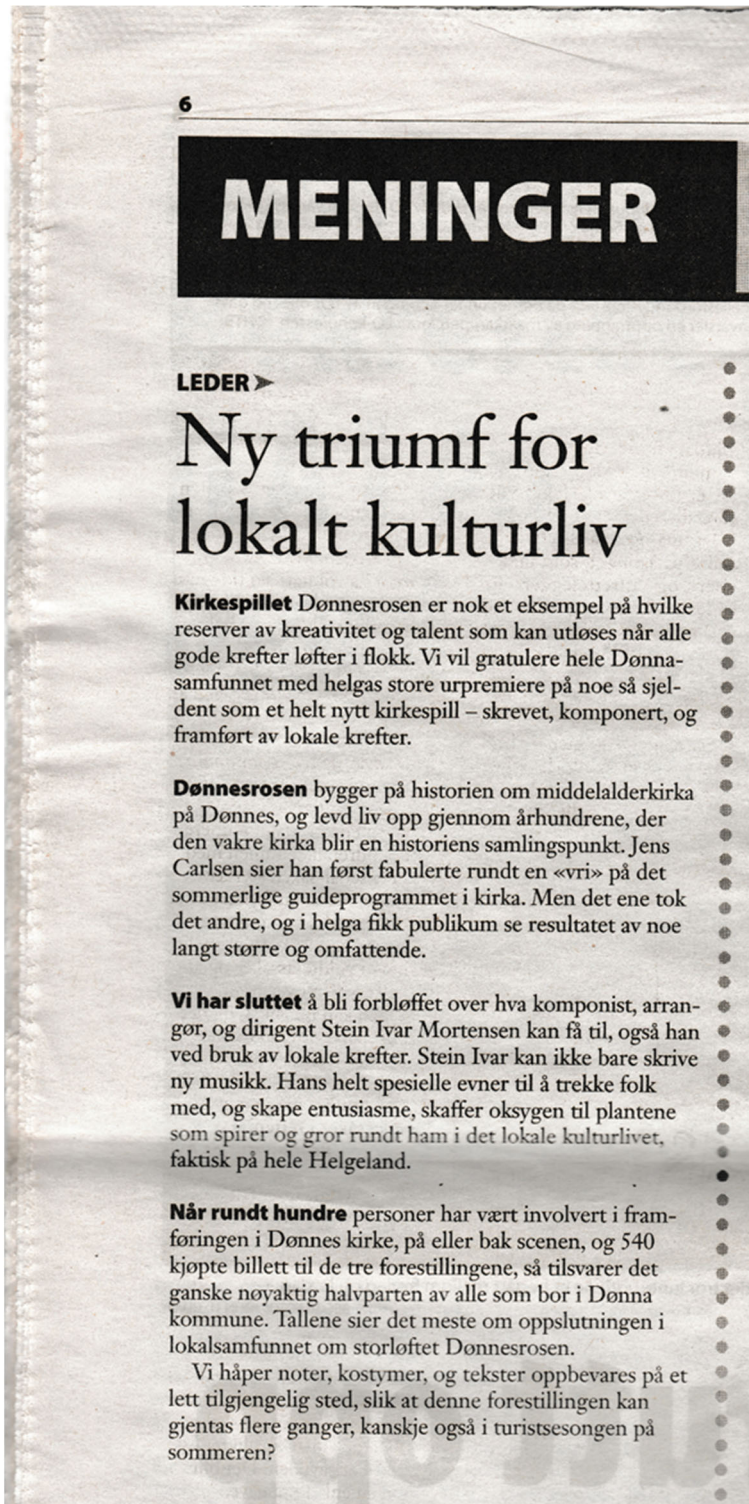 6
MENINGER
LEDER
Ny triumf for
lokalt kulturliv
Kirkespillet Dønnesrosen er nok et eksempel på hvilke
reserver av kreativitet og talent som kan utløses når alle
gode krefter løfter i flokk. Vi vil gratulere hele Dønna-
samfunnet med helgas store urpremiere på noe så sjel-
dent som et helt nytt kirkespill – skrevet, komponert, og
framført av lokale krefter.
Dønnesrosen bygger på historien om middelalderkirka
på Dønnes, og levd liv opp gjennom århundrene, der
den vakre kirka blir en historiens samlingspunkt. Jens
Carlsen sier han først fabulerte rundt en «vri» på det
sommerlige guideprogrammet i kirka. Men det ene tok
det andre, og i helga fikk publikum se resultatet av noe
langt større og omfattende.
Vi har sluttet å bli forbløffet over hva komponist, arran-
gør, og dirigent Stein Ivar Mortensen kan få til, også han
ved bruk av lokale krefter. Stein Ivar kan ikke bare skrive
ny musikk. Hans helt spesielle evner til å trekke folk
med, og skape entusiasme, skaffer oksygen til plantene
som spirer og gror rundt ham i det lokale kulturlivet,
faktisk på hele Helgeland.
Når rundt hundre personer har vært involvert i fram-
føringen i Dønnes kirke, på eller bak scenen, og 540
kjøpte billett til de tre forestillingene, så tilsvarer det
ganske nøyaktig halvparten av alle som bor i Dønna
kommune. Tallene sier det meste om oppslutningen i
lokalsamfunnet om storløftet Dønnesrosen.
Vi håper noter, kostymer, og tekster oppbevares på et
lett tilgjengelig sted, slik at denne forestillingen kan
gjentas flere ganger, kanskje også i turistsesongen på
sommeren?